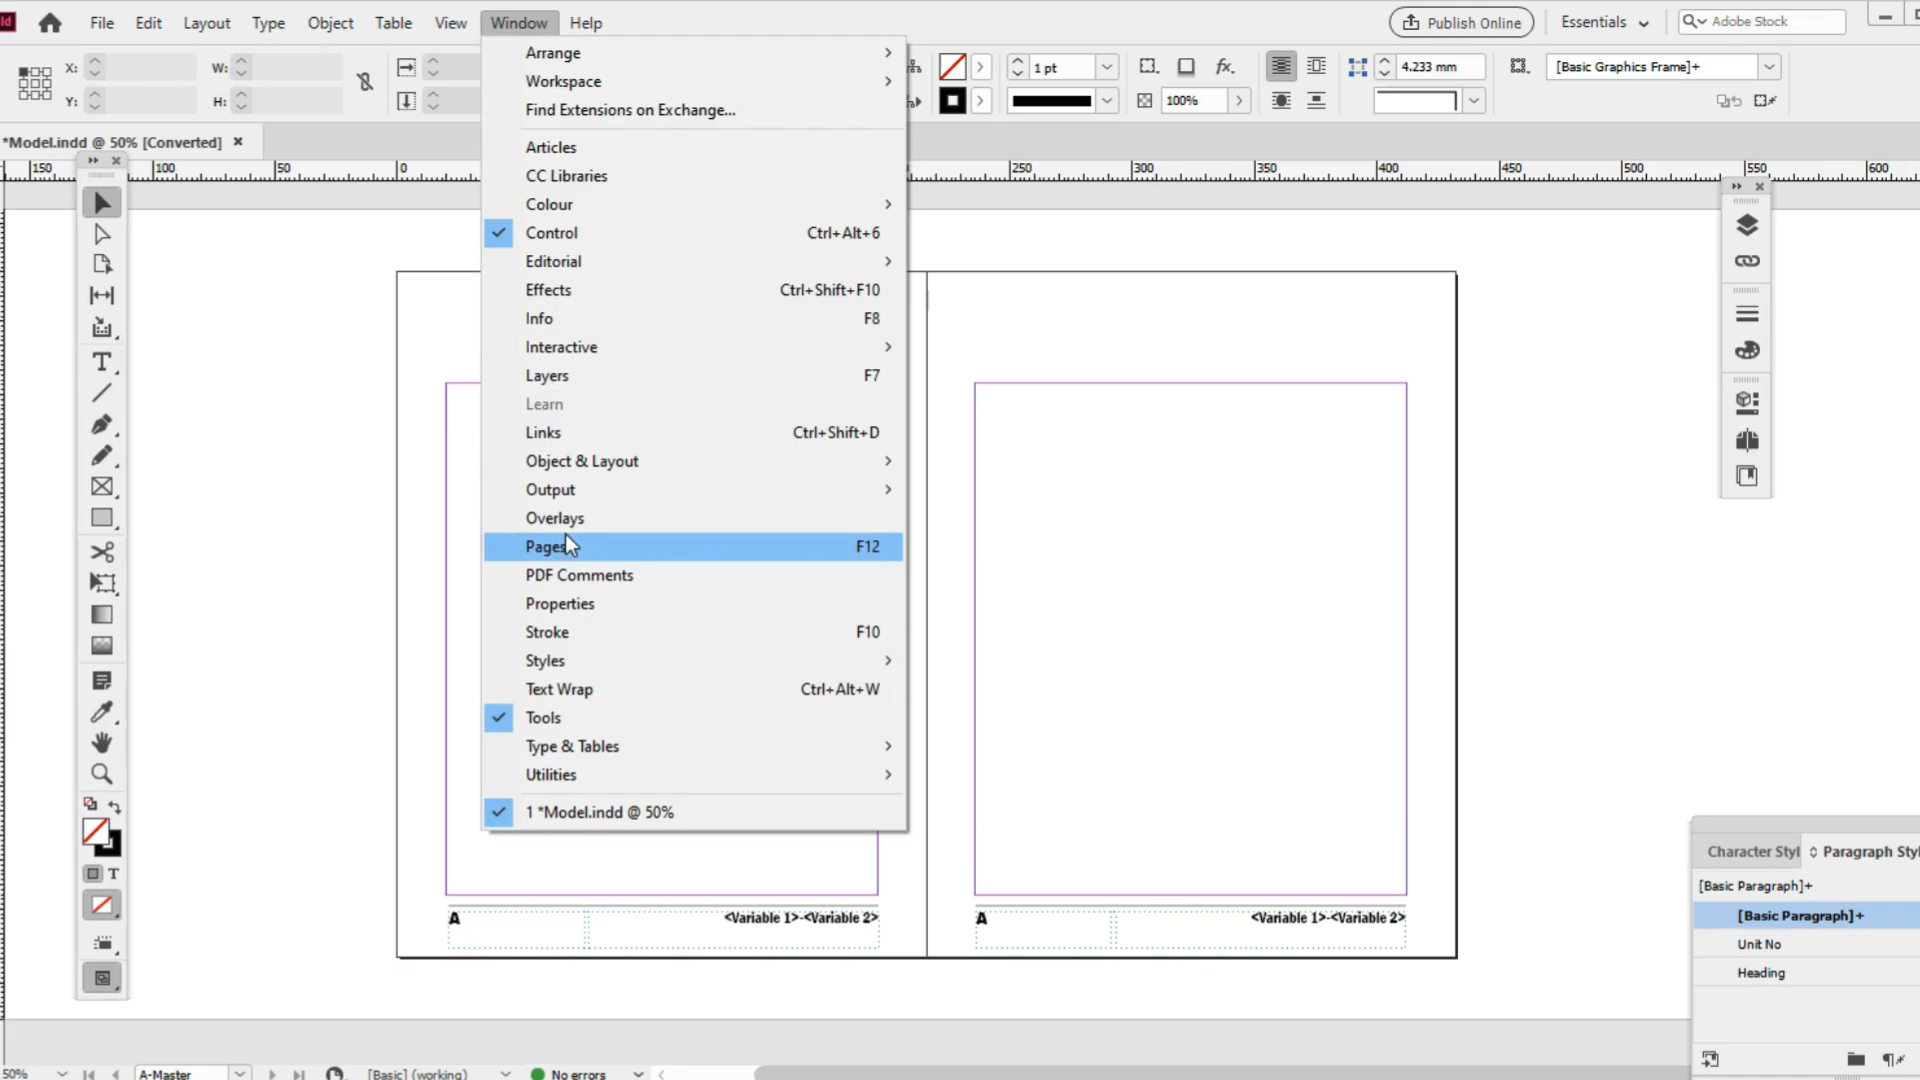 Id File Edit Layout Type Object Table View Window Help Publish Online Essentials Adobe Stock
X: W: 1 pt 4.233 mm [Basic Graphics Frame]+
Y: H: fx. 100%
*Model.indd @ 50% [Converted]
150 100 50 0 250 300 350 400 450 500 550 600
Arrange
Workspace
Find Extensions on Exchange...
Articles
CC Libraries
Colour
Control Ctrl+Alt+6
Editorial
Effects Ctrl+Shift+F10
Info F8
Interactive
Layers F7
Learn
Links Ctrl+Shift+D
Object & Layout
Output
Overlays
Pages F12
PDF Comments
Properties
Stroke F10
Styles
Text Wrap Ctrl+Alt+W
Tools
Type & Tables
Utilities
1 *Model.indd @ 50%
A <Variable 1>-<Variable 2> A <Variable 1>-<Variable 2>
Character Styl Paragraph Styl
[Basic Paragraph]+
[Basic Paragraph]+
Unit No
Heading
50% A-Master [Basic] (working) No errors